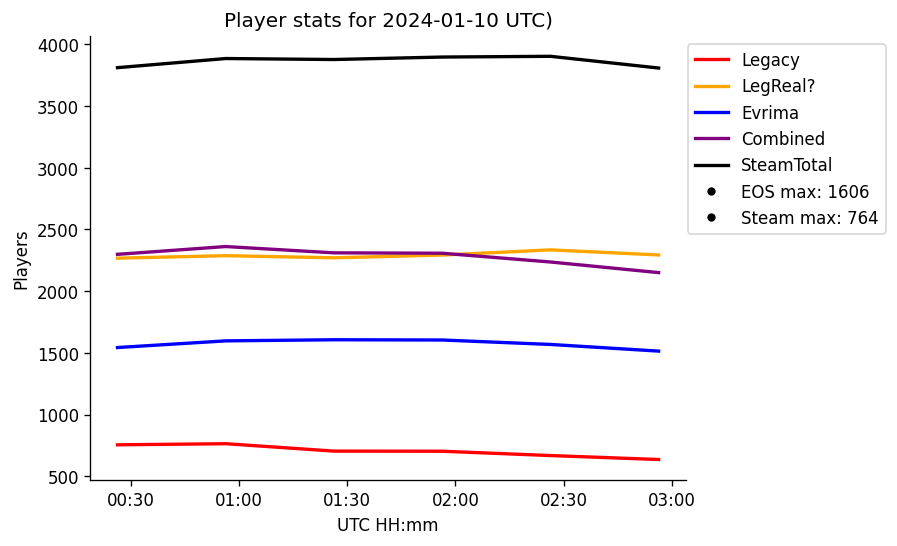 Player stats for 2024-01-10 UTC)
4000
3500
3000
2500
2000
1500
1000
500
Players
00:30 01:00 01:30 02:00 02:30 03:00
UTC HH:mm
Legacy
LegReal?
Evrima
Combined
SteamTotal
EOS max: 1606
Steam max: 764